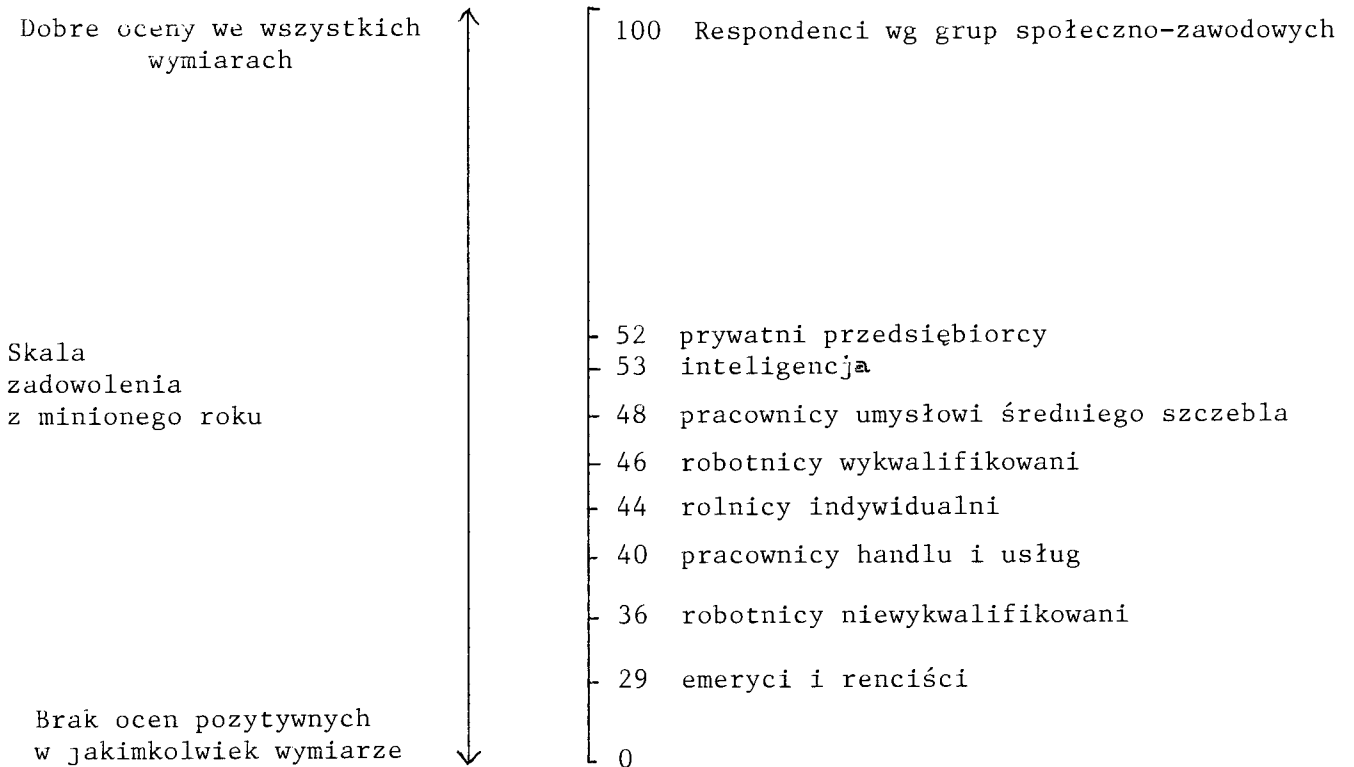 Dobre oceny we wszystkich
wymiarach
100 Respondenci wg grup społeczno-zawodowych
52 prywatni przedsiębiorcy
53 inteligencja
Skala
zadowolenia
z minionego roku
48 pracownicy umysłowi średniego szczebla
46 robotnicy wykwalifikowani
44 rolnicy indywidualni
40 pracownicy handlu i usług
36 robotnicy niewykwalifikowani
29 emeryci i renciści
Brak ocen pozytywnych
w jakimkolwiek wymiarze
0